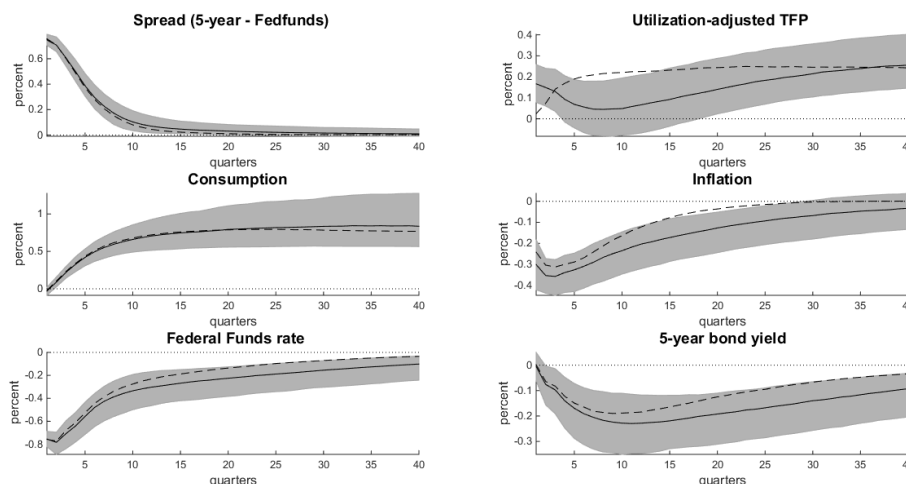 Spread (5-year - Fedfunds)
percent
0.6
0.4
0.2
0
5 10 15 20 25 30 35 40
quarters
Utilization-adjusted TFP
percent
0.4
0.3
0.2
0.1
0
5 10 15 20 25 30 35 40
quarters
Consumption
percent
1
0.5
0
5 10 15 20 25 30 35 40
quarters
Inflation
percent
0
-0.1
-0.2
-0.3
-0.4
5 10 15 20 25 30 35 40
quarters
Federal Funds rate
percent
0
-0.2
-0.4
-0.6
-0.8
5 10 15 20 25 30 35 40
quarters
5-year bond yield
percent
0
-0.1
-0.2
-0.3
5 10 15 20 25 30 35 40
quarters